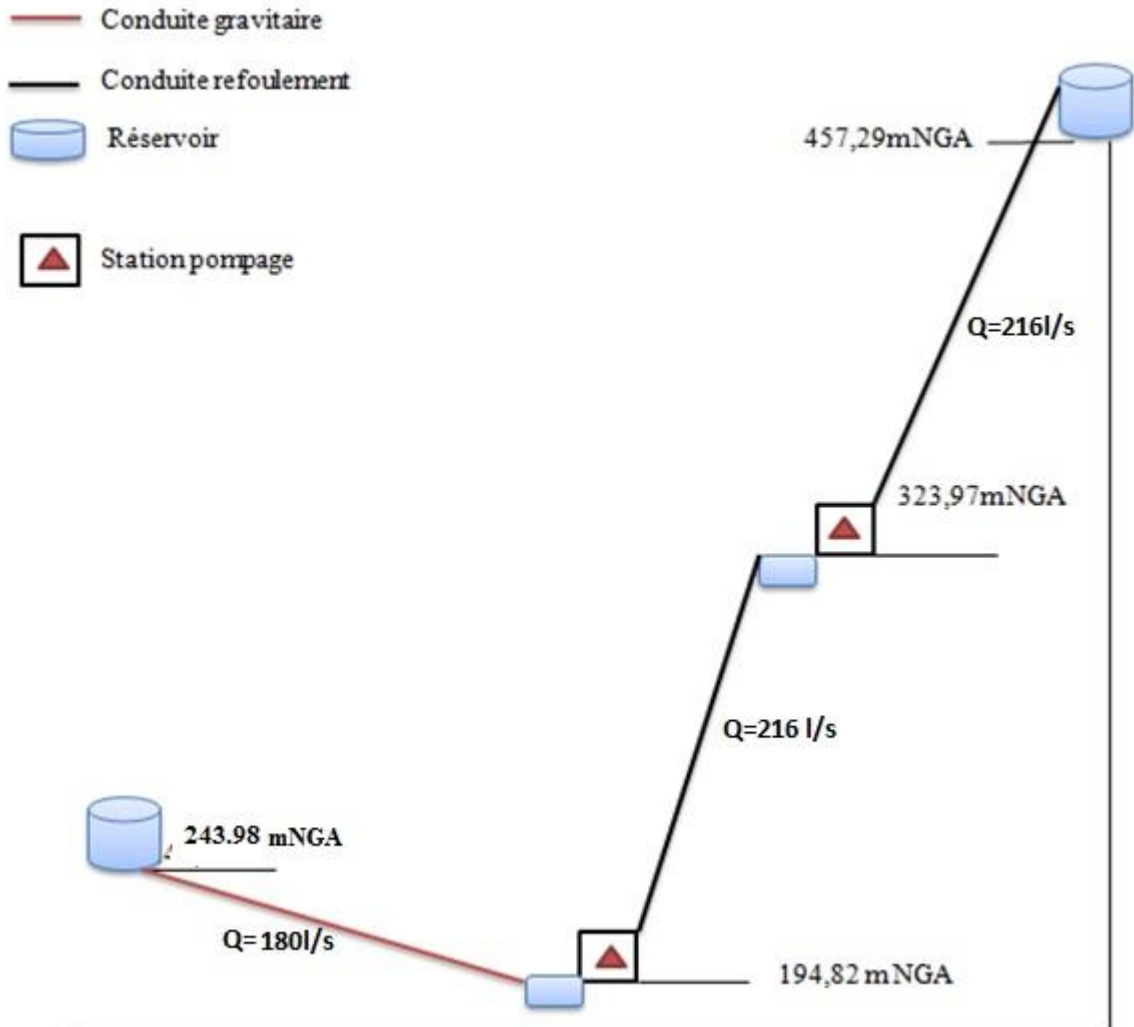 Conduite gravitaire
Conduite refoulement
Réservoir
457,29mNGA
Station pompage
Q=216l/s
323,97mNGA
Q=216 l/s
243.98 mNGA
Q=180l/s
194,82 mNGA